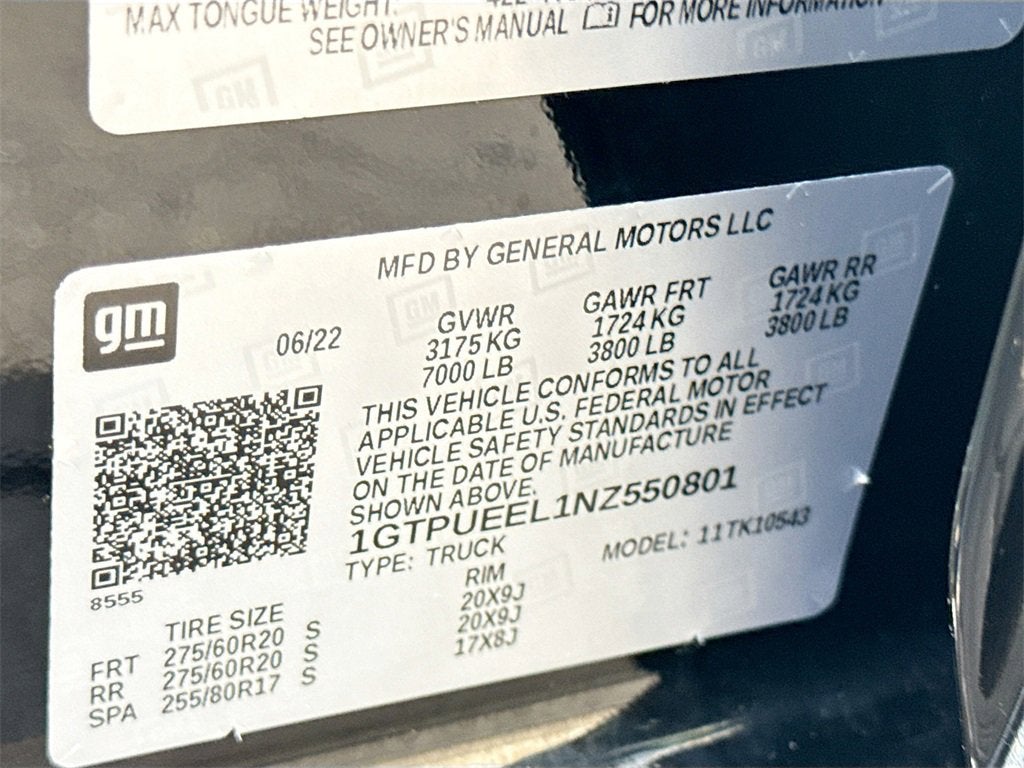 MAX TONGUE WEIGHT:
SEE OWNER'S MANUAL FOR MORE INFORMATION
MFD BY GENERAL MOTORS LLC
gm
06/22
GVWR GAWR FRT GAWR RR
3175 KG 1724 KG 1724 KG
7000 LB 3800 LB 3800 LB
THIS VEHICLE CONFORMS TO ALL
APPLICABLE U.S. FEDERAL MOTOR
VEHICLE SAFETY STANDARDS IN EFFECT
ON THE DATE OF MANUFACTURE
SHOWN ABOVE.
1GTPUEEL1NZ550801
TYPE: TRUCK MODEL: 11TK10543
8555
TIRE SIZE RIM
FRT 275/60R20 S 20X9J
RR 275/60R20 S 20X9J
SPA 255/80R17 S 17X8J